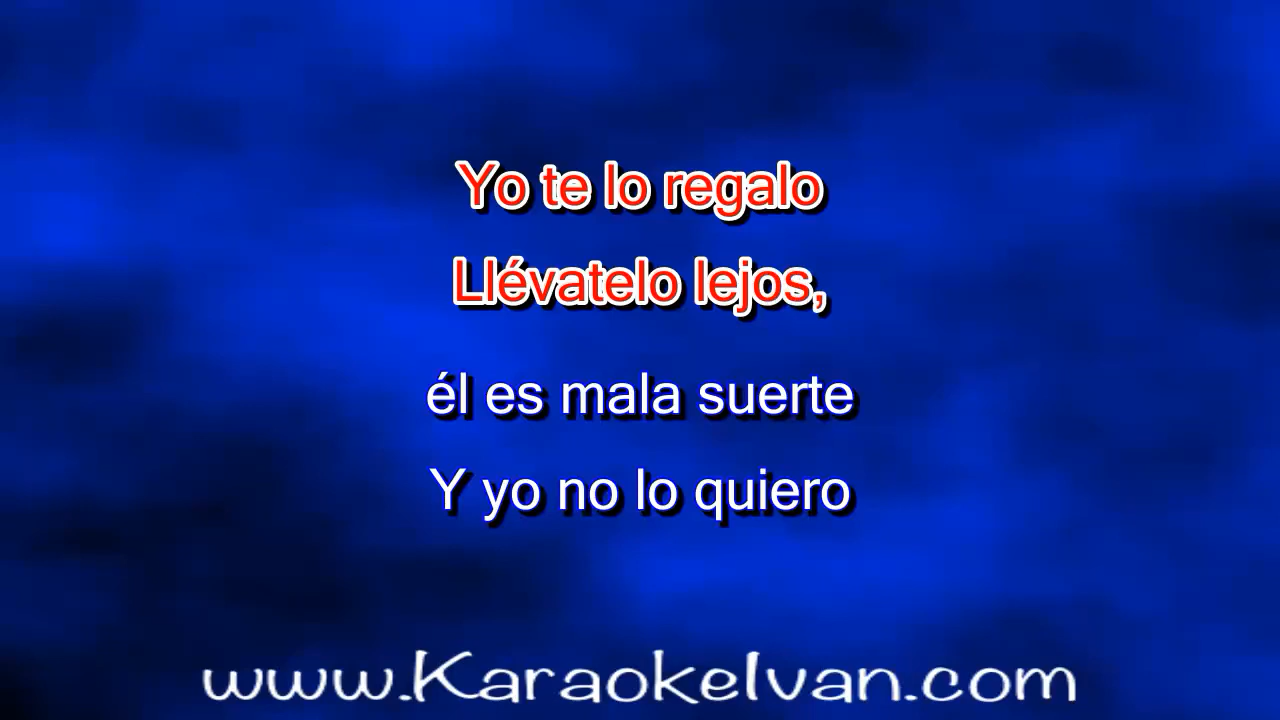 Yo te lo regalo
Llévatelo lejos,
él es mala suerte
Y yo no lo quiero
www.KaraokeIvan.com